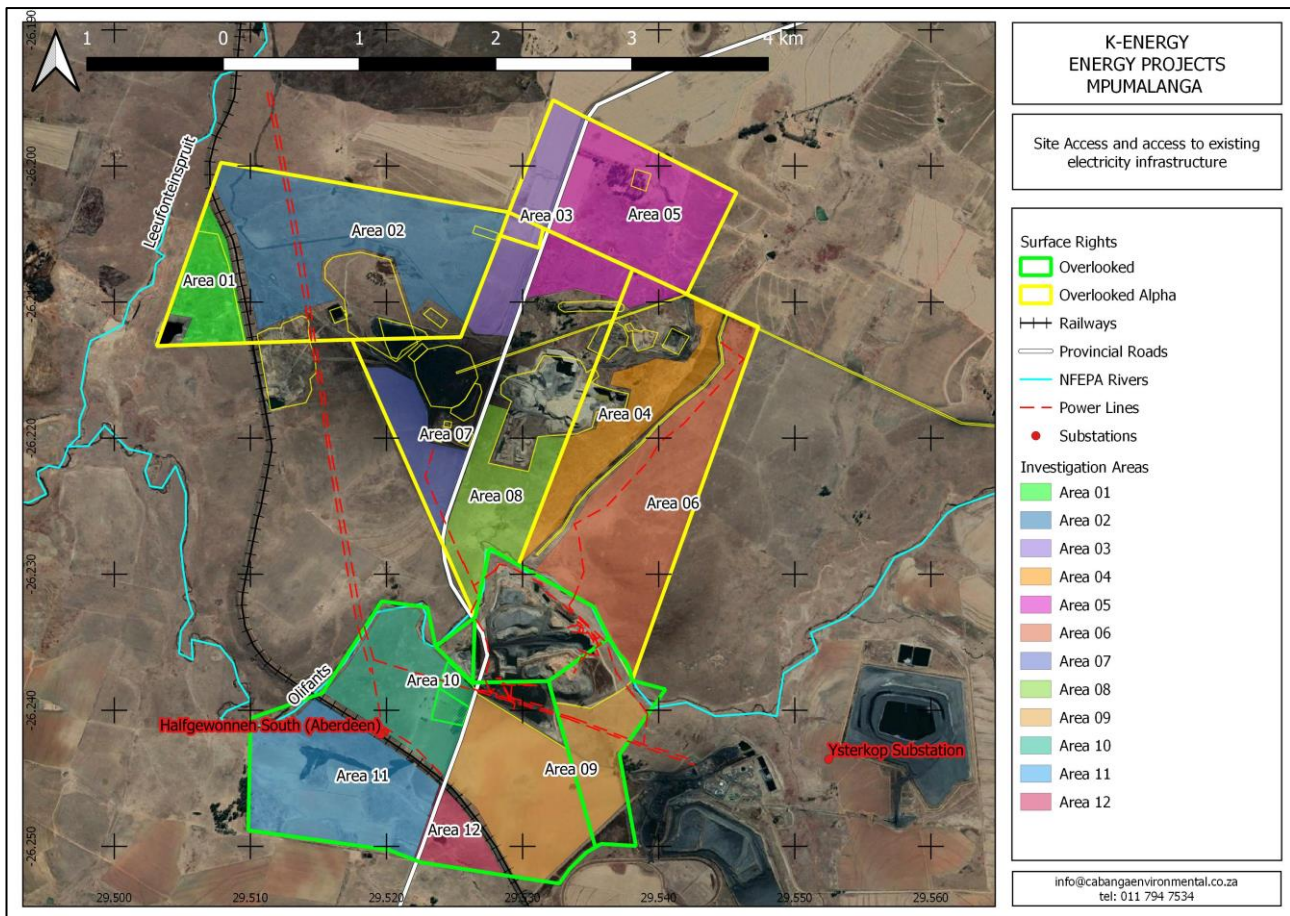 K-ENERGY
ENERGY PROJECTS
MPUMALANGA
Site Access and access to existing
electricity infrastructure
Surface Rights
Overlooked
Overlooked Alpha
Railways
Provincial Roads
NFEPA Rivers
Power Lines
Substations
Investigation Areas
Area 01
Area 02
Area 03
Area 04
Area 05
Area 06
Area 07
Area 08
Area 09
Area 10
Area 11
Area 12
info@cabangaenvironmental.co.za
tel: 011 794 7534
1 0 1 2 3 4 km
-26.190
-26.200
-26.210
-26.220
-26.230
-26.240
-26.250
29.500 29.510 29.520 29.530 29.540 29.550 29.560
Leeufonteinspruit
Area 03
Area 05
Area 02
Area 01
Area 04
Area 07
Area 08
Area 06
Olifants
Area 10
Halfgewonnen South (Aberdeen)
Ysterkop Substation
Area 11
Area 09
Area 12